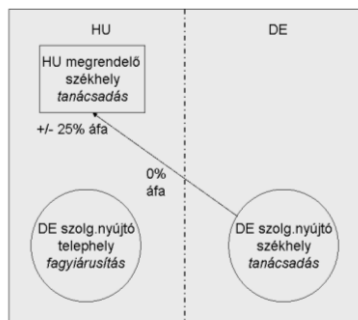 HU
DE
HU megrendelő
székhely
tanácsadás
+/- 25% áfa
0%
áfa
DE szolg.nyújtó
telephely
fagyiárusítás
DE szolg.nyújtó
székhely
tanácsadás